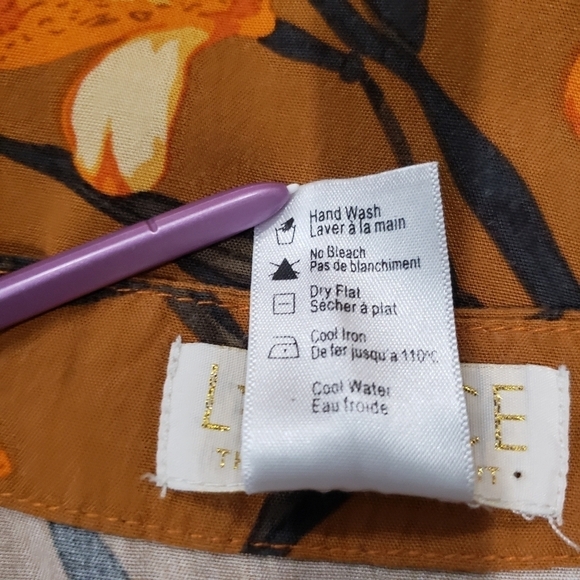 Hand Wash
Laver à la main
No Bleach
Pas de blanchiment
Dry Flat
Sécher à plat
Cool Iron
De fer jusqu'a 110°C
Cool Water
Eau froide